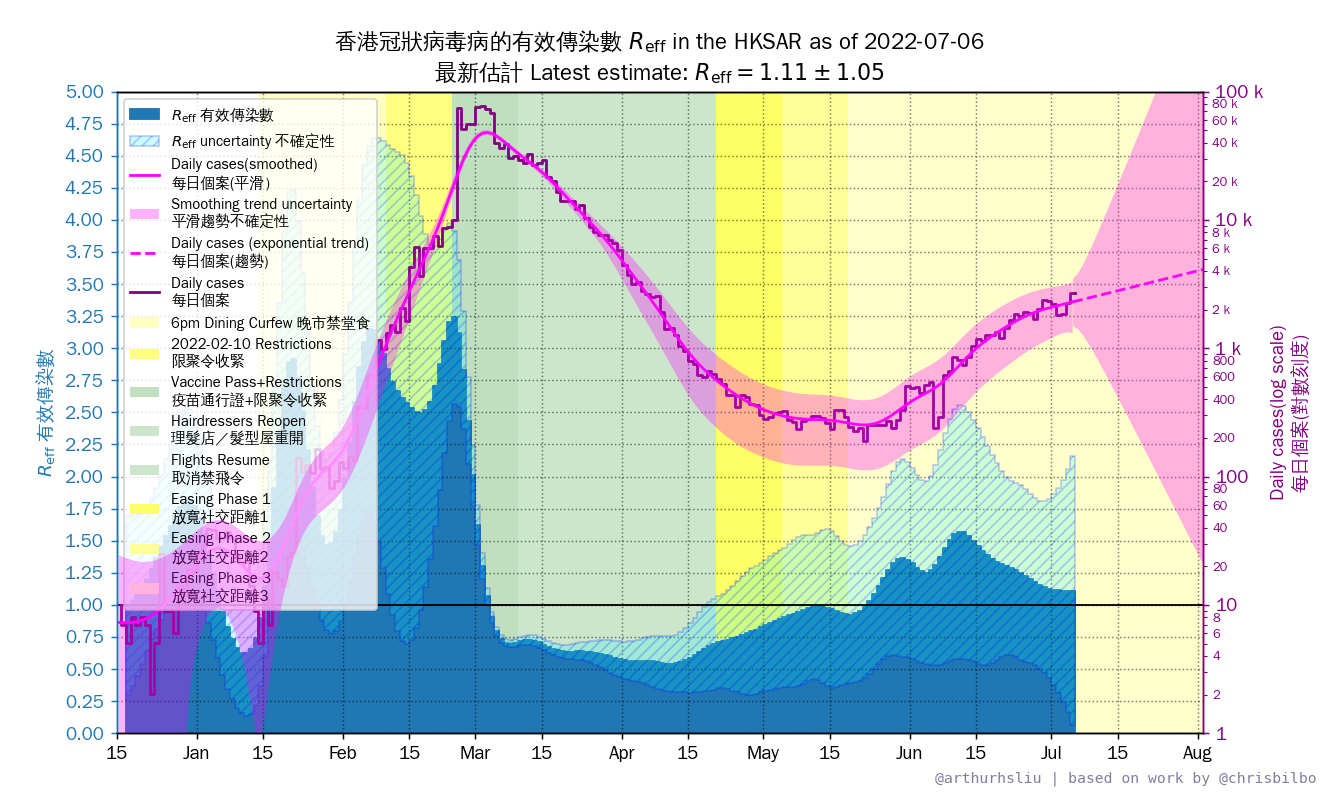 香港冠狀病毒病的有效傳染數 Reff in the HKSAR as of 2022-07-06
最新估計 Latest estimate: Reff = 1.11 ± 1.05
Reff 有效傳染數
Reff uncertainty 不確定性
Daily cases(smoothed)
每日個案(平滑)
Smoothing trend uncertainty
平滑趨勢不確定性
Daily cases (exponential trend)
每日個案(趨勢)
Daily cases
每日個案
6pm Dining Curfew 晚市禁堂食
2022-02-10 Restrictions
限聚令收緊
Vaccine Pass+Restrictions
疫苗通行證+限聚令收緊
Hairdressers Reopen
理髮店／髮型屋重開
Flights Resume
取消禁飛令
Easing Phase 1
放寬社交距離1
Easing Phase 2
放寬社交距離2
Easing Phase 3
放寬社交距離3
Reff 有效傳染數
5.00
4.75
4.50
4.25
4.00
3.75
3.50
3.25
3.00
2.75
2.50
2.25
2.00
1.75
1.50
1.25
1.00
0.75
0.50
0.25
0.00
15 Jan 15 Feb 15 Mar 15 Apr 15 May 15 Jun 15 Jul 15 Aug
100 k
80 k
60 k
40 k
20 k
10 k
8 k
6 k
4 k
2 k
1 k
800
600
400
200
100
80
60
40
20
10
8
6
4
2
1
Daily cases(log scale)
每日個案(對數刻度)
@arthurhsliu | based on work by @chrisbilbo